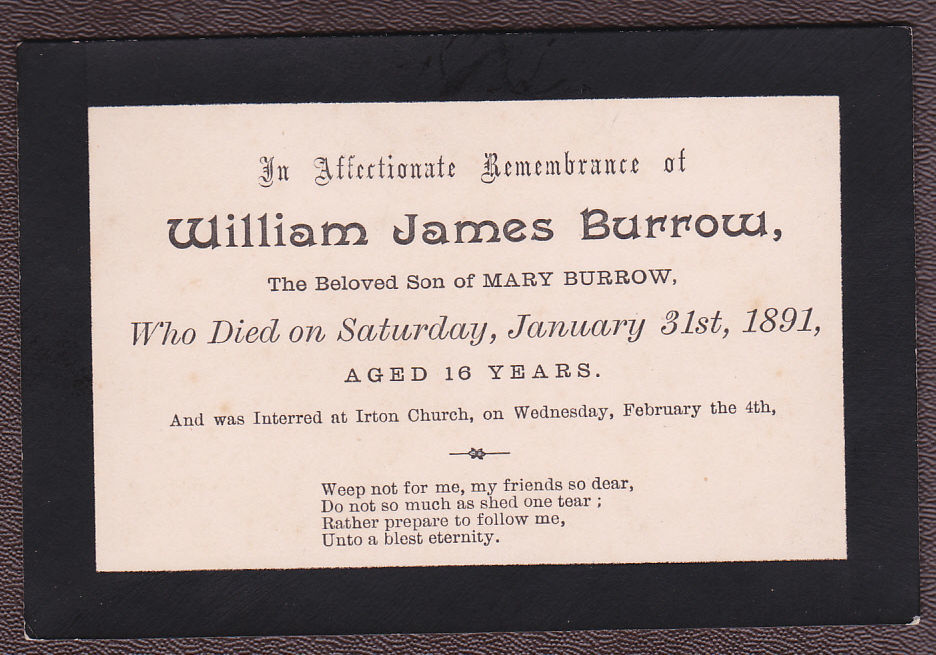 In Affectionate Remembrance of
William James Burrow,
The Beloved Son of MARY BURROW,
Who Died on Saturday, January 31st, 1891,
AGED 16 YEARS.
And was Interred at Irton Church, on Wednesday, February the 4th,
Weep not for me, my friends so dear,
Do not so much as shed one tear ;
Rather prepare to follow me,
Unto a blest eternity.